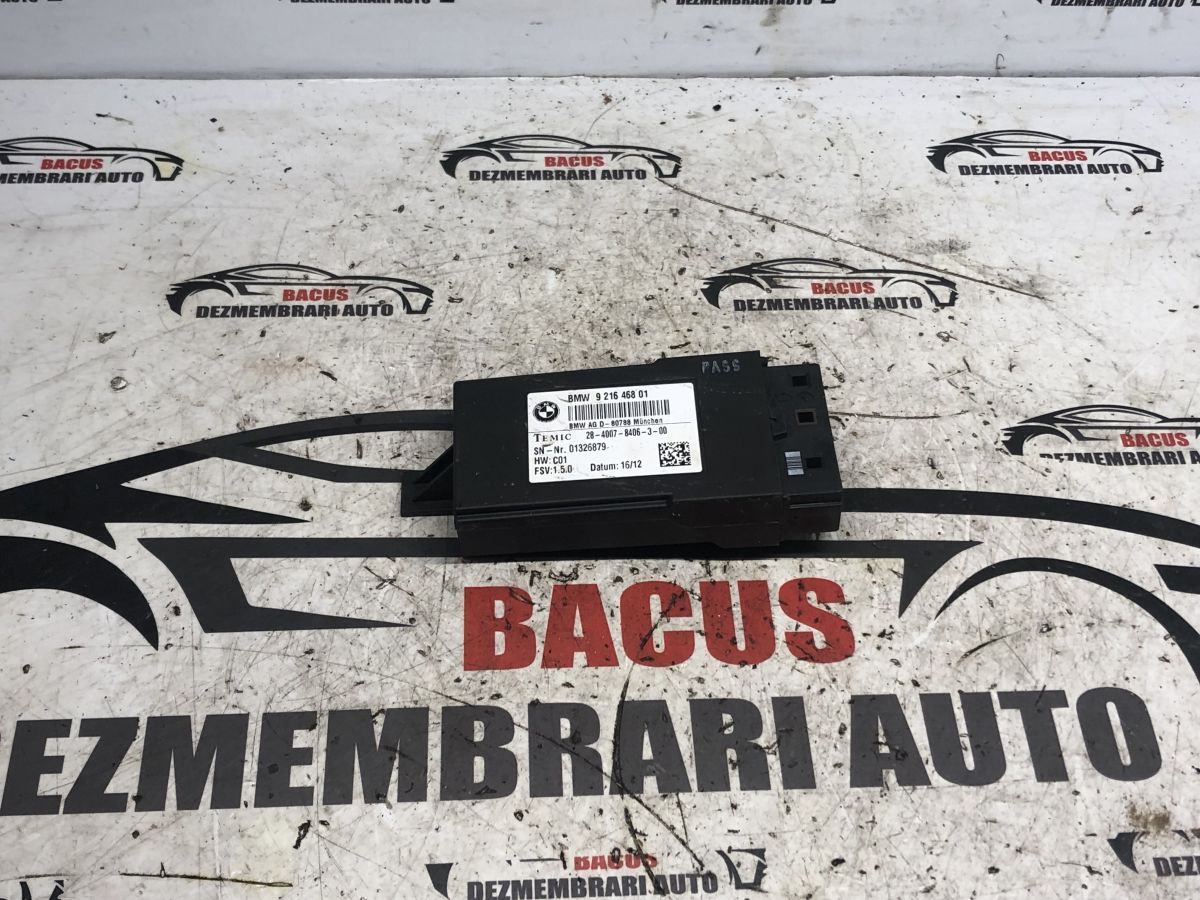 DEZMEMBRARI AUTO
BACUS
DEZMEMBRARI AUTO
BACUS
DEZMEMBRARI AUTO
BACUS
DEZMEMBRARI AUTO
BACUS
DEZMEMBRARI AUTO
BACUS
DEZMEMBRARI AUTO
PASS
BMW 9 216 468 01
BMW AG D-80788 München
TEMIC 28-4007-8406-3-00
SN-Nr. 01326879
HW: C01
FSV:1.5.0 Datum: 16/12
BACUS
BACUS
EZMEMBRARI AUTO
BACUS
DEZMEMBRARI AUTO